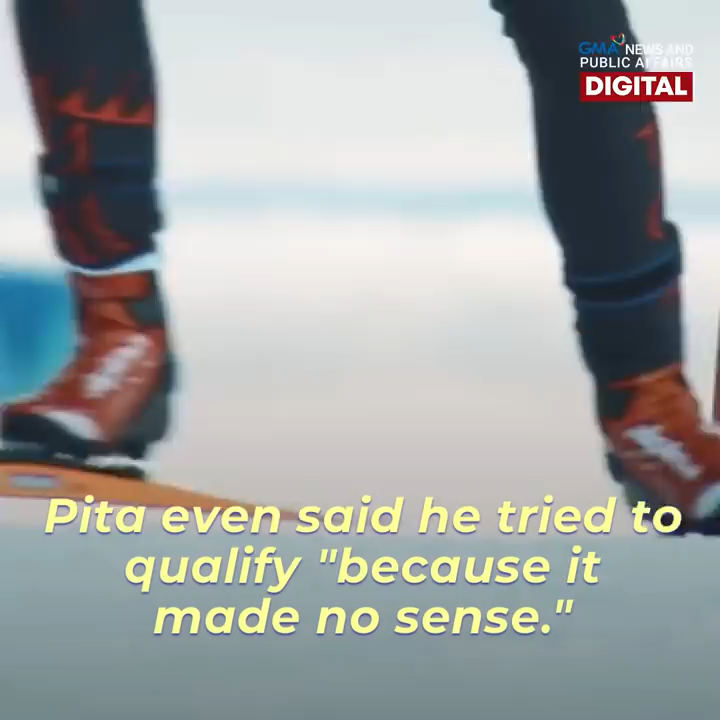 GMA NEWS AND
PUBLIC AFFAIRS
DIGITAL
Pita even said he tried to
qualify "because it
made no sense."